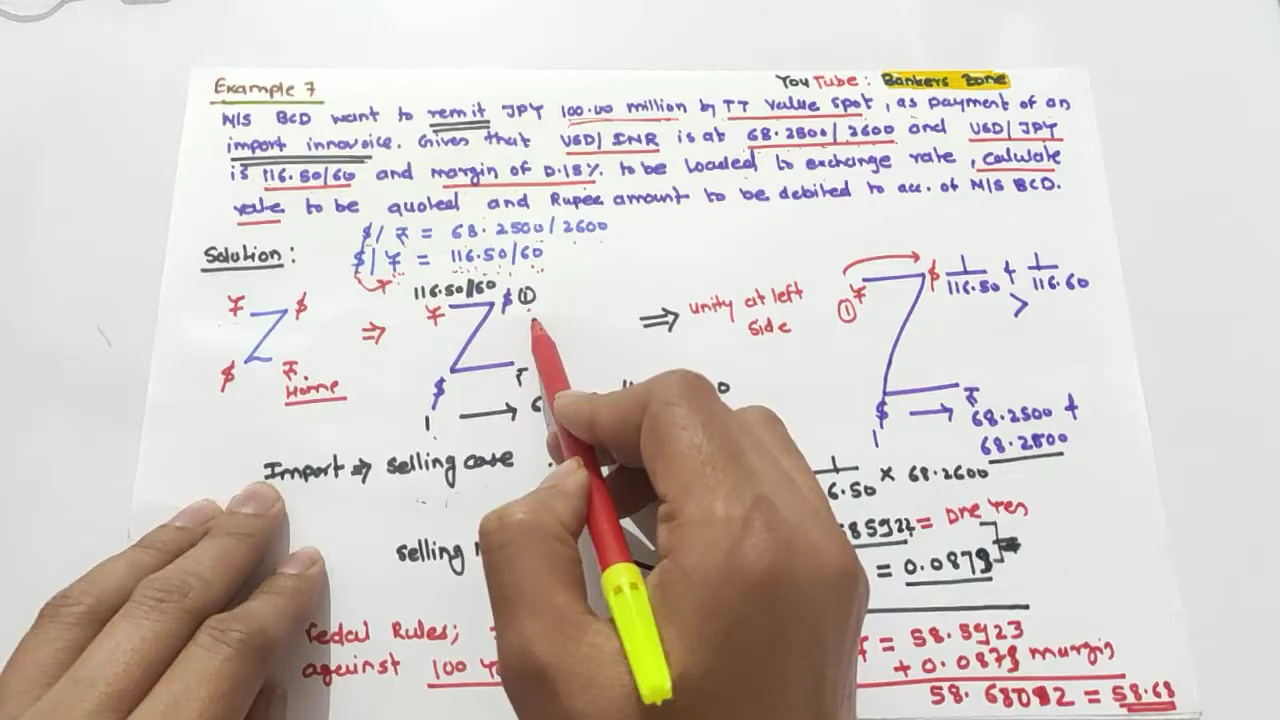 Example 7
YouTube: Bankers Zone
M/S BCD want to remit JPY 100.00 million by TT value spot, as payment of an
import innovoice. Gives that USD/INR is at 68.2500/2600 and USD/JPY
is 116.50/60 and margin of 0.15% to be loaded to exchange rate, calculate
rate to be quoted and Rupee amount to be debited to acc. of M/S BCD.
Solution:
$/₹ = 68.2500/2600
$/¥ = 116.50/60
¥ $
$ ₹
Home
⇒
116.50/60
¥ $ ①
$ ₹
1 →
⇒ unity at left
side
¥ $ 1/116.50 + 1/116.60
① >
$ → ₹
1 68.2500 +
68.2800
Import ⇒ selling case
6.50 × 68.2600
85922 = One Yen
selling
= 0.0879
Fedai Rules;
against 100
= 58.5923
+ 0.0879 margin
58.68082 = 58.68